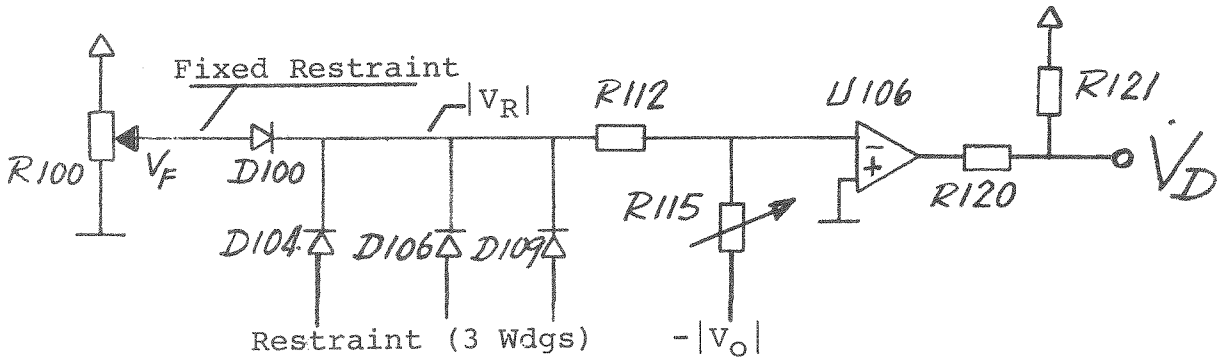 Fixed Restraint
|V_R|
R112
U106
R121
R100
V_F
D100
R115
R120
V_D
D104
D106
D109
Restraint (3 Wdgs)
-|V_O|